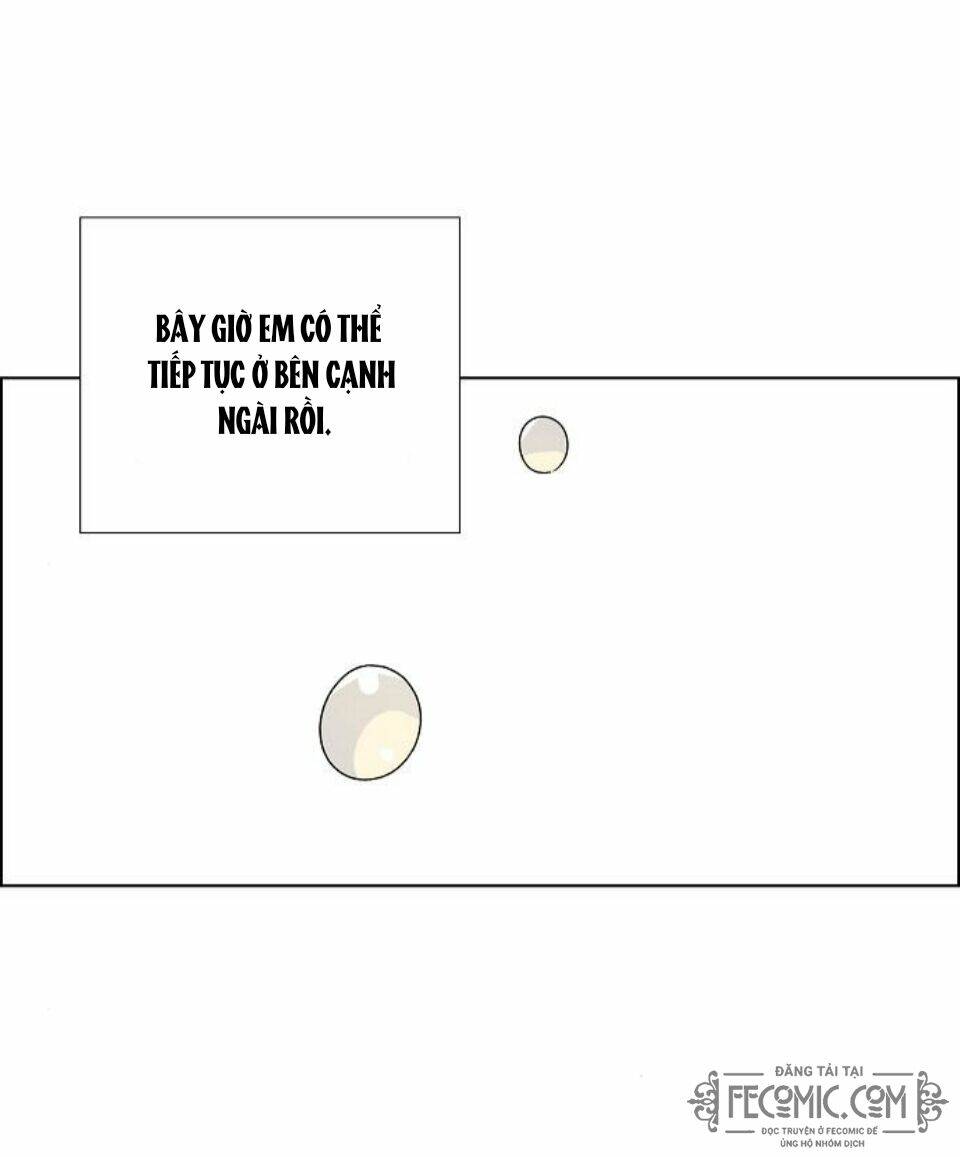 BÂY GIỜ EM CÓ THỂ
TIẾP TỤC Ở BÊN CẠNH
NGÀI RỒI.
ĐĂNG TẢI TẠI
FECOMIC.COM
ĐỌC TRUYỆN Ở FECOMIC ĐỂ
ỦNG HỘ NHÓM DỊCH